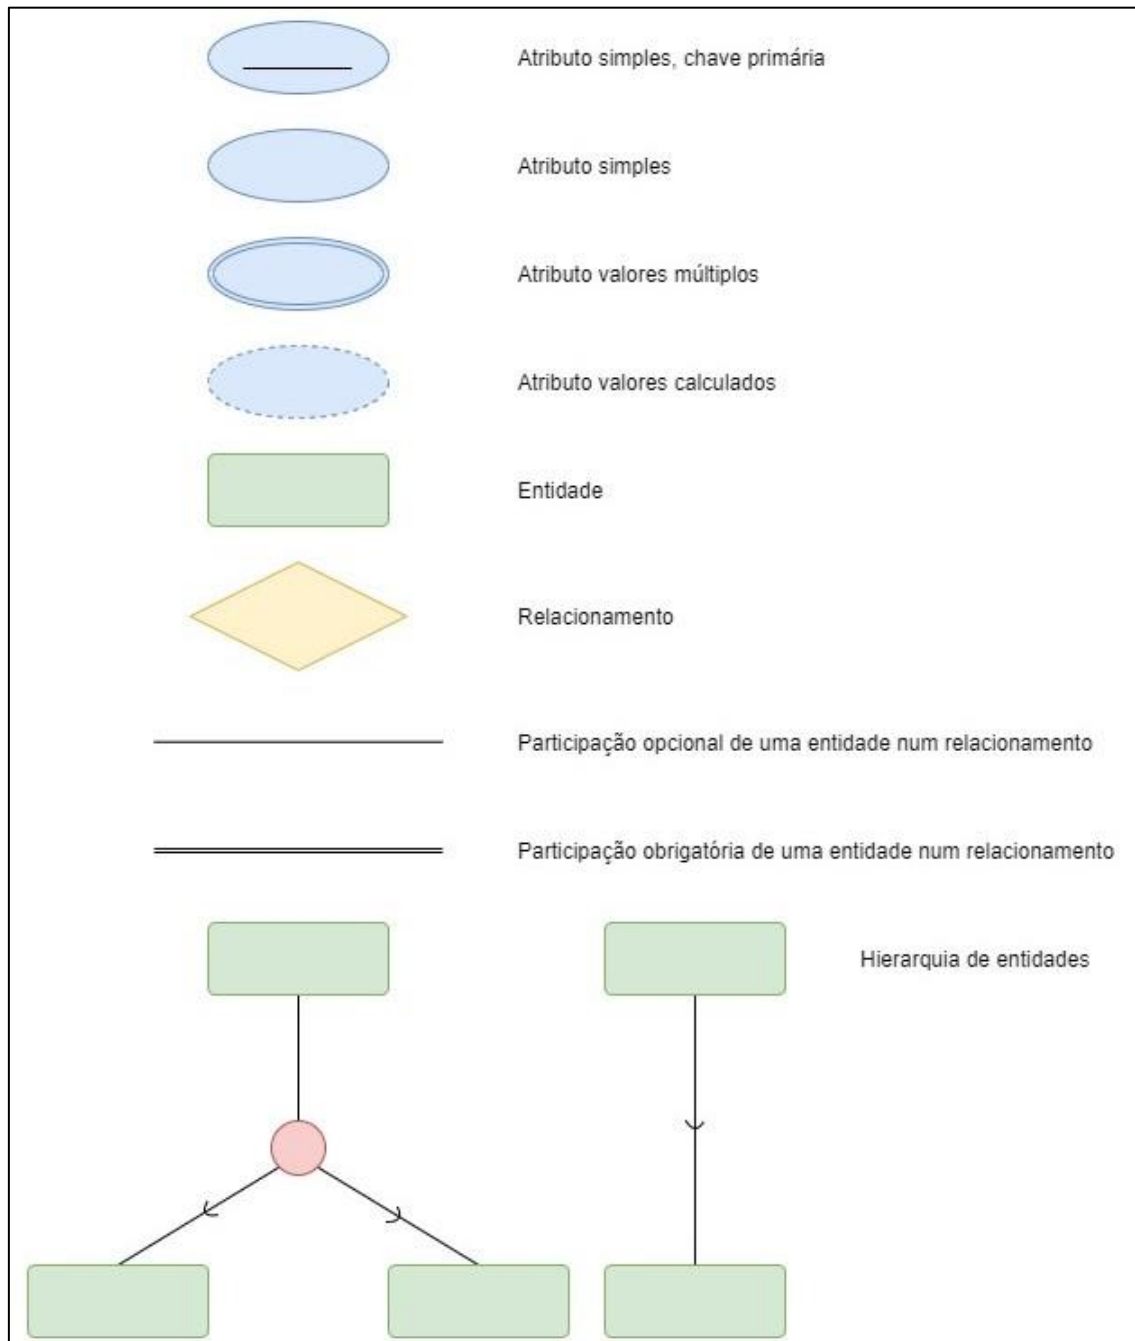 Atributo simples, chave primária
Atributo simples
Atributo valores múltiplos
Atributo valores calculados
Entidade
Relacionamento
Participação opcional de uma entidade num relacionamento
Participação obrigatória de uma entidade num relacionamento
Hierarquia de entidades